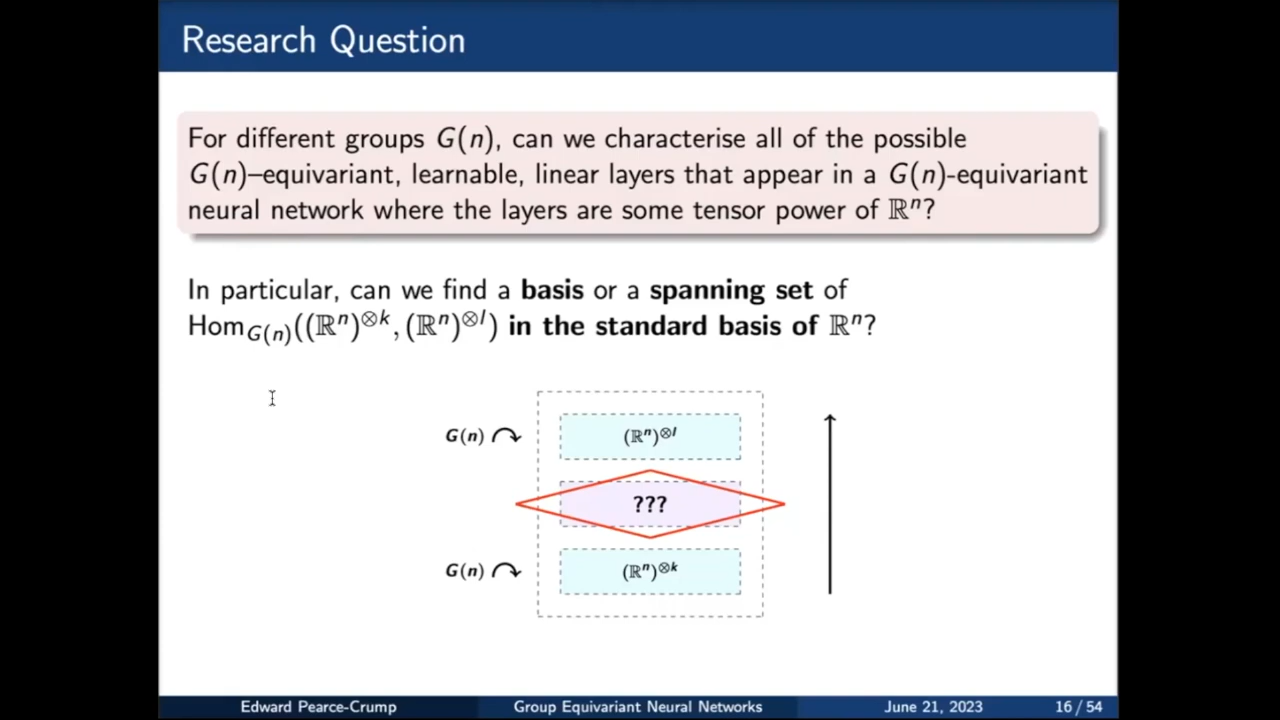 Research Question
For different groups G(n), can we characterise all of the possible
G(n)–equivariant, learnable, linear layers that appear in a G(n)-equivariant
neural network where the layers are some tensor power of ℝⁿ?
In particular, can we find a basis or a spanning set of
Hom_{G(n)}((ℝⁿ)^{⊗k}, (ℝⁿ)^{⊗l}) in the standard basis of ℝⁿ?
G(n) (ℝⁿ)^{⊗l}
???
G(n) (ℝⁿ)^{⊗k}
Edward Pearce-Crump Group Equivariant Neural Networks June 21, 2023 16 / 54